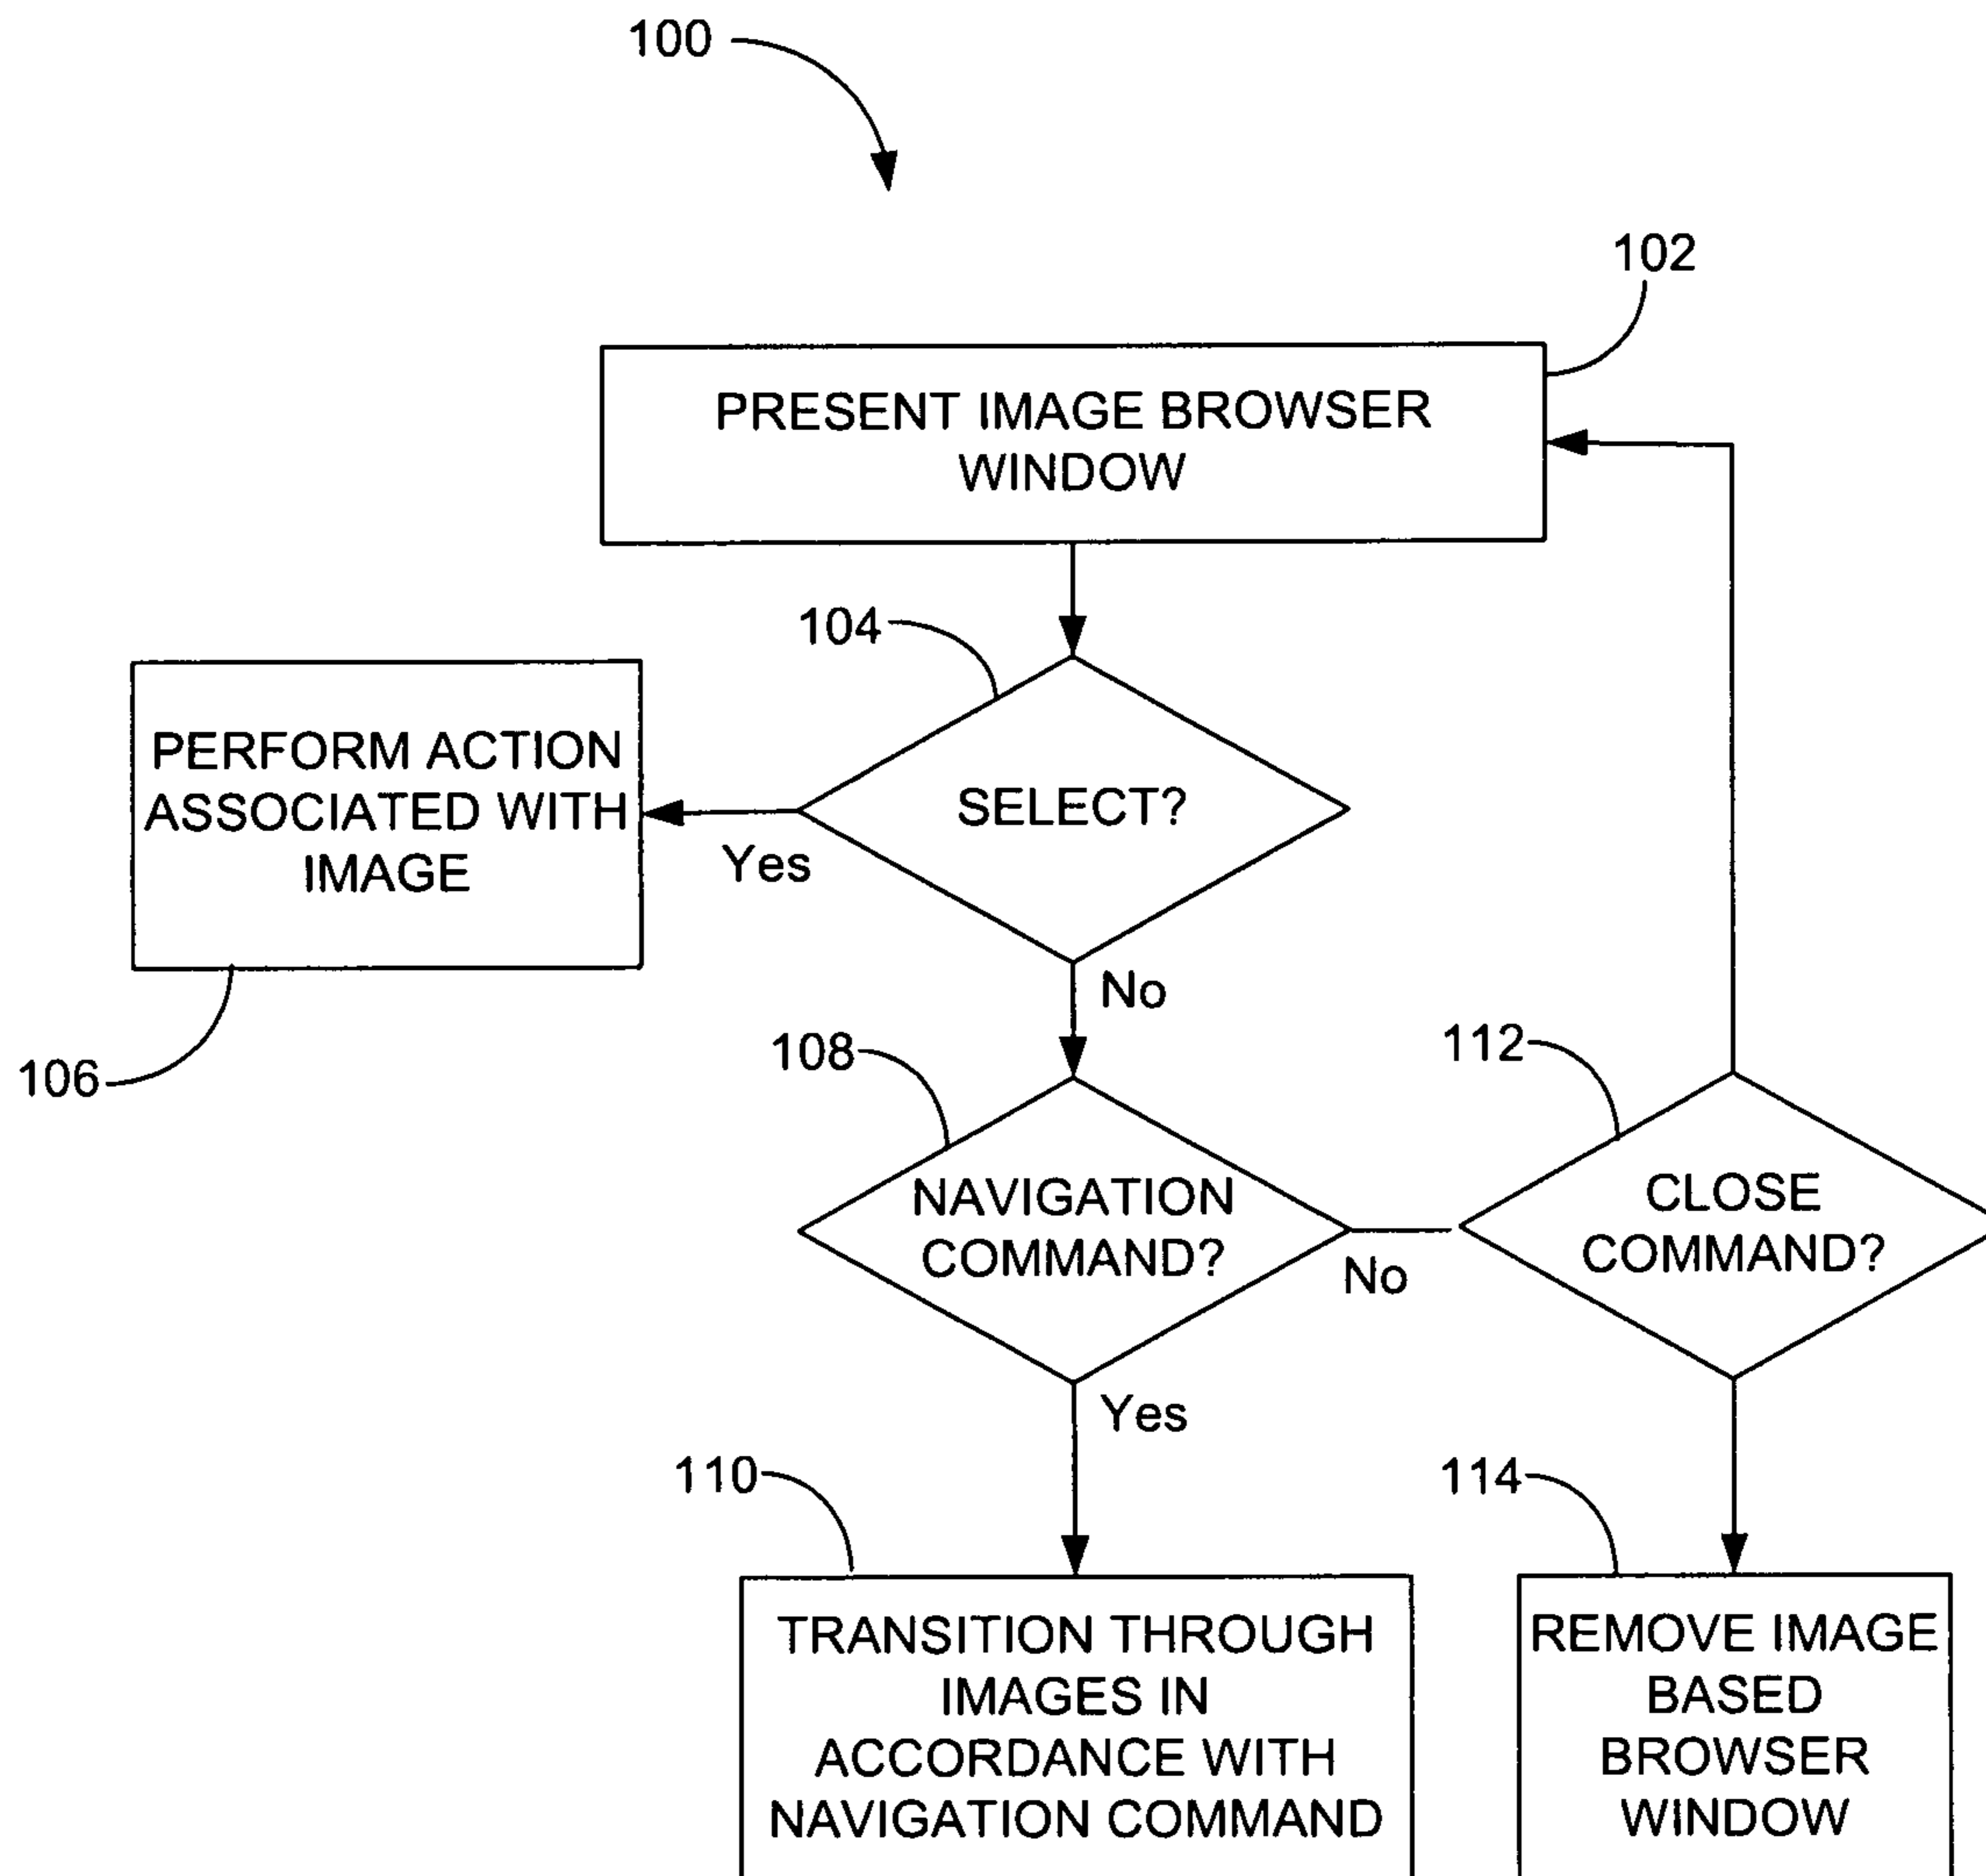 100
102
PRESENT IMAGE BROWSER
WINDOW
104
SELECT?
PERFORM ACTION
ASSOCIATED WITH
IMAGE
Yes
No
106
108
112
NAVIGATION
COMMAND?
CLOSE
COMMAND?
No
Yes
110
114
TRANSITION THROUGH
IMAGES IN
ACCORDANCE WITH
NAVIGATION COMMAND
REMOVE IMAGE
BASED
BROWSER
WINDOW